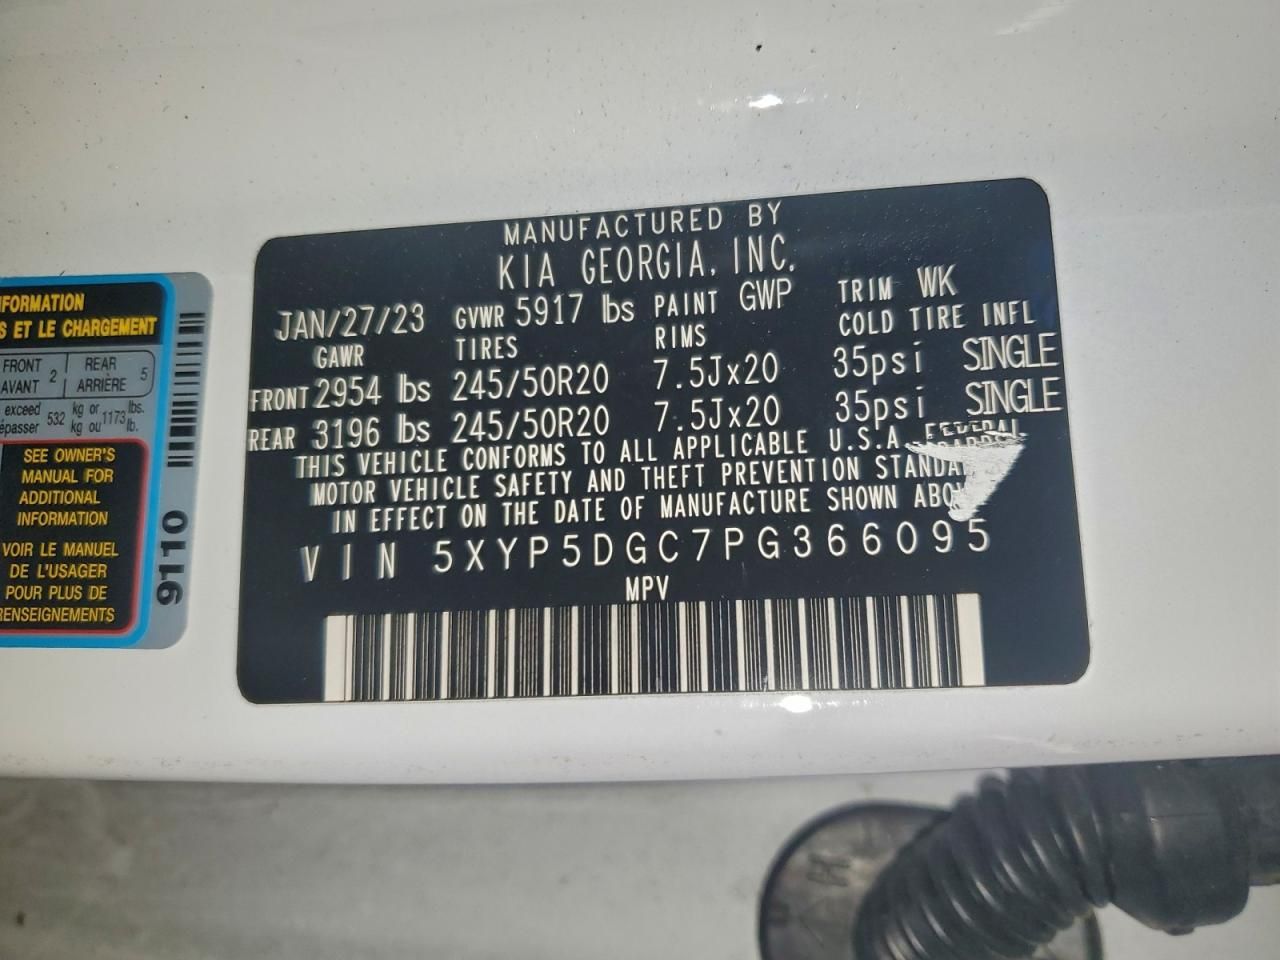 MANUFACTURED BY
KIA GEORGIA, INC.
JAN/27/23 GVWR 5917 lbs PAINT GWP TRIM WK
GAWR TIRES RIMS COLD TIRE INFL
FRONT 2954 lbs 245/50R20 7.5Jx20 35psi SINGLE
REAR 3196 lbs 245/50R20 7.5Jx20 35psi SINGLE
THIS VEHICLE CONFORMS TO ALL APPLICABLE U.S.A FEDERAL
MOTOR VEHICLE SAFETY AND THEFT PREVENTION
IN EFFECT ON THE DATE OF MANUFACTURE SHOWN
VIN 5XYP5DGC7PG366095
MPV
NFORMATION
S ET LE CHARGEMENT
FRONT 2 REAR 5
AVANT ARRIÈRE
exceed 532 kg or 1173 lbs.
épasser kg ou lb.
SEE OWNER'S
MANUAL FOR
ADDITIONAL
INFORMATION
VOIR LE MANUEL
DE L'USAGER
POUR PLUS DE
RENSEIGNEMENTS
9110